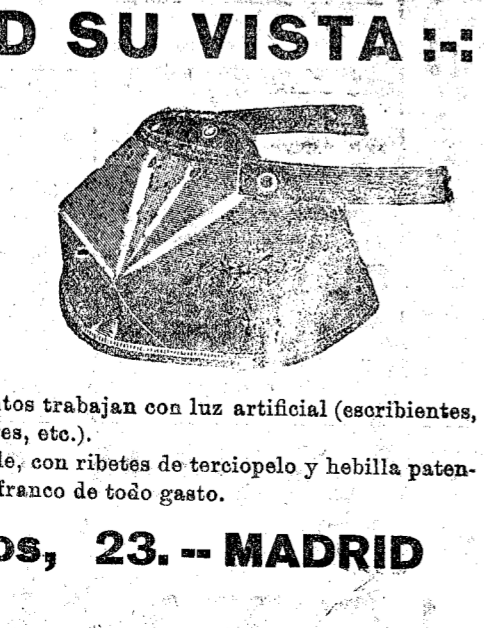 D SU VISTA
tos trabajan con luz artificial (escribientes,
es, etc.).
le, con ribetes de terciopelo y hebilla paten-
franco de todo gasto.
os, 23. -- MADRID